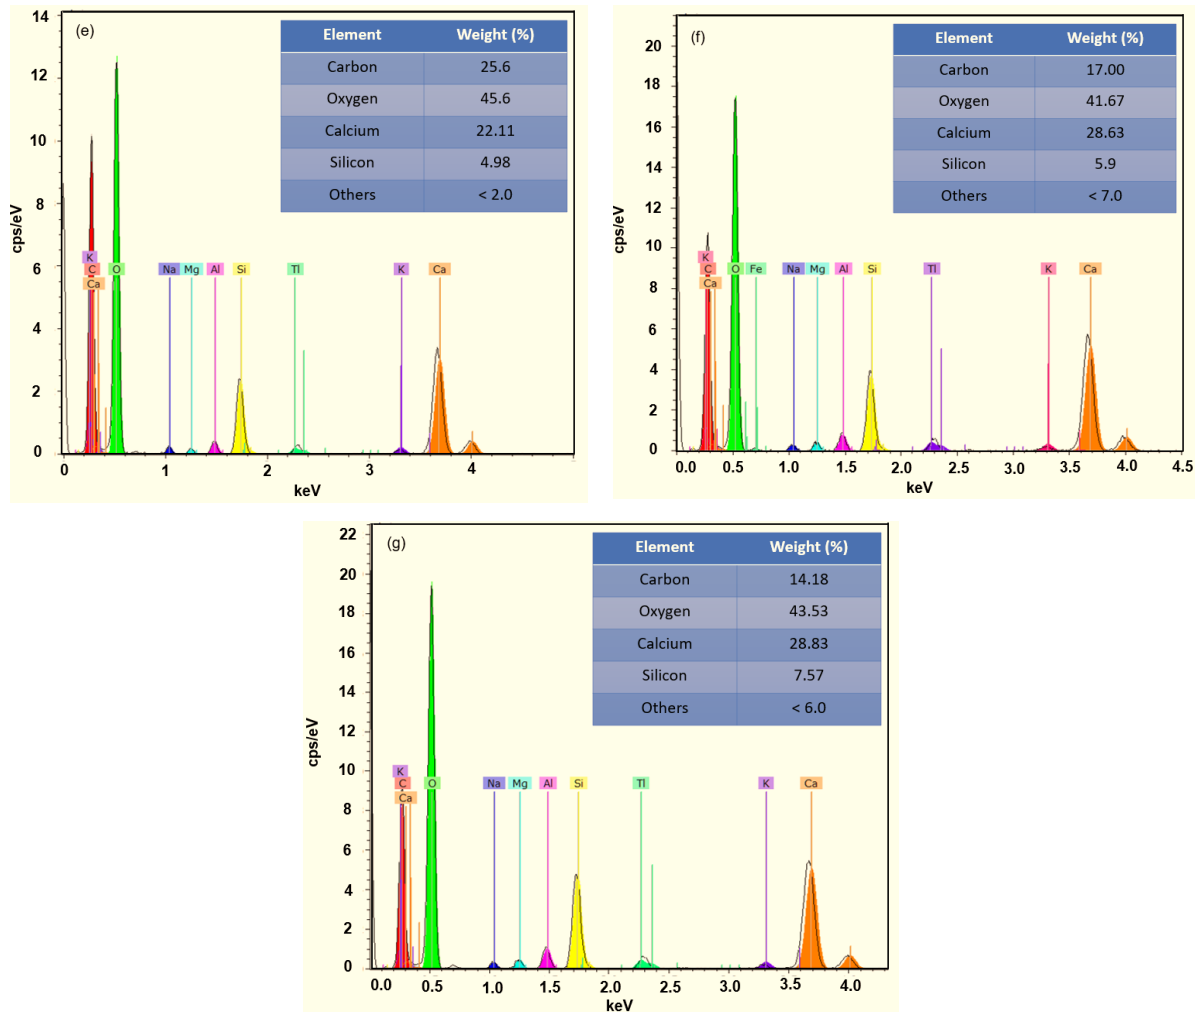 (e)
Element Weight (%)
Carbon 25.6
Oxygen 45.6
Calcium 22.11
Silicon 4.98
Others < 2.0
14
12
10
8
6
4
2
0
cps/eV
K
C
Ca
O
Na
Mg
Al
Si
Tl
K
Ca
0 1 2 3 4
keV
(f)
Element Weight (%)
Carbon 17.00
Oxygen 41.67
Calcium 28.63
Silicon 5.9
Others < 7.0
20
18
16
14
12
10
8
6
4
2
0
cps/eV
K
C
Ca
O
Fe
Na
Mg
Al
Si
Tl
K
Ca
0.0 0.5 1.0 1.5 2.0 2.5 3.0 3.5 4.0 4.5
keV
(g)
Element Weight (%)
Carbon 14.18
Oxygen 43.53
Calcium 28.83
Silicon 7.57
Others < 6.0
22
20
18
16
14
12
10
8
6
4
2
0
cps/eV
K
C
Ca
O
Na
Mg
Al
Si
Tl
K
Ca
0.0 0.5 1.0 1.5 2.0 2.5 3.0 3.5 4.0
keV